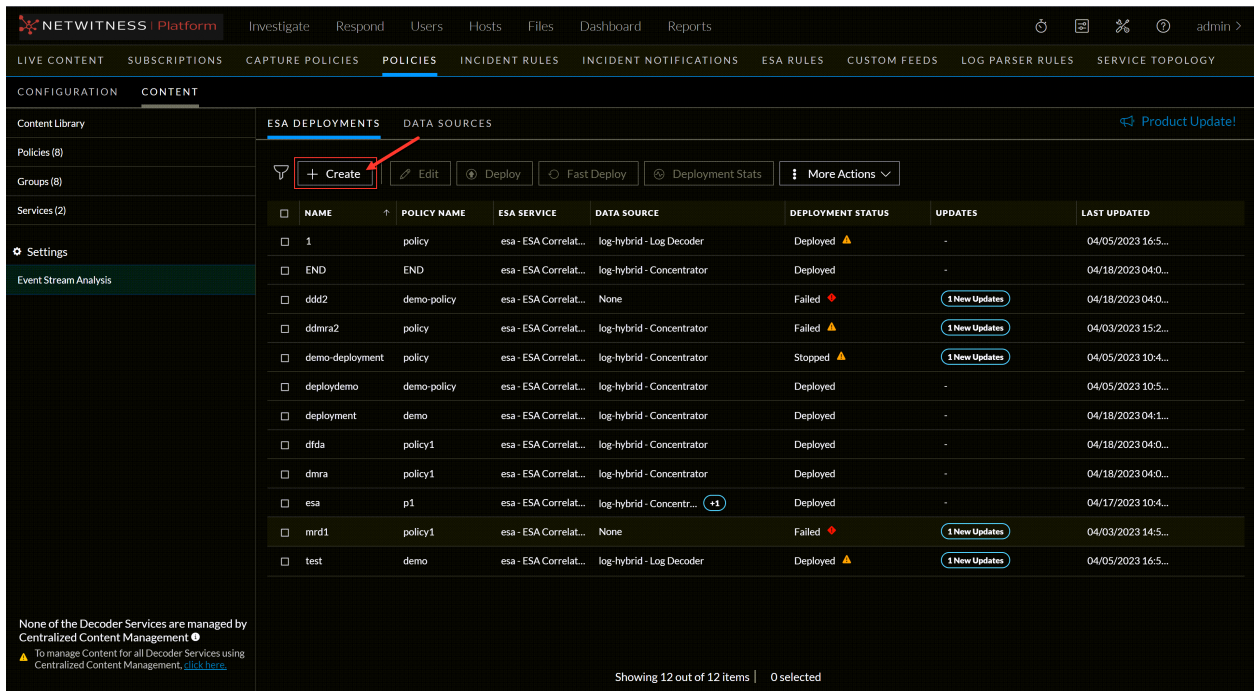 NETWITNESS Platform Investigate Respond Users Hosts Files Dashboard Reports admin >
LIVE CONTENT SUBSCRIPTIONS CAPTURE POLICIES POLICIES INCIDENT RULES INCIDENT NOTIFICATIONS ESA RULES CUSTOM FEEDS LOG PARSER RULES SERVICE TOPOLOGY
CONFIGURATION CONTENT
Content Library
Policies (8)
Groups (8)
Services (2)
Settings
Event Stream Analysis
None of the Decoder Services are managed by
Centralized Content Management
To manage Content for all Decoder Services using
Centralized Content Management, click here.
ESA DEPLOYMENTS DATA SOURCES Product Update!
+ Create Edit Deploy Fast Deploy Deployment Stats More Actions
NAME ↑ POLICY NAME ESA SERVICE DATA SOURCE DEPLOYMENT STATUS UPDATES LAST UPDATED
1 policy esa - ESA Correlat... log-hybrid - Log Decoder Deployed - 04/05/2023 16:5...
END END esa - ESA Correlat... log-hybrid - Concentrator Deployed - 04/18/2023 04:0...
ddd2 demo-policy esa - ESA Correlat... None Failed 1 New Updates 04/18/2023 04:0...
ddmra2 policy esa - ESA Correlat... log-hybrid - Concentrator Failed 1 New Updates 04/03/2023 15:2...
demo-deployment policy esa - ESA Correlat... log-hybrid - Concentrator Stopped 1 New Updates 04/05/2023 10:4...
deploydemo demo-policy esa - ESA Correlat... log-hybrid - Concentrator Deployed - 04/05/2023 10:5...
deployment demo esa - ESA Correlat... log-hybrid - Concentrator Deployed - 04/18/2023 04:1...
dfda policy1 esa - ESA Correlat... log-hybrid - Concentrator Deployed - 04/18/2023 04:0...
dmra policy1 esa - ESA Correlat... log-hybrid - Concentrator Deployed - 04/18/2023 04:0...
esa p1 esa - ESA Correlat... log-hybrid - Concentr... +1 Deployed - 04/17/2023 10:4...
mrd1 policy1 esa - ESA Correlat... None Failed 1 New Updates 04/03/2023 14:5...
test demo esa - ESA Correlat... log-hybrid - Log Decoder Deployed 1 New Updates 04/05/2023 16:5...
Showing 12 out of 12 items | 0 selected